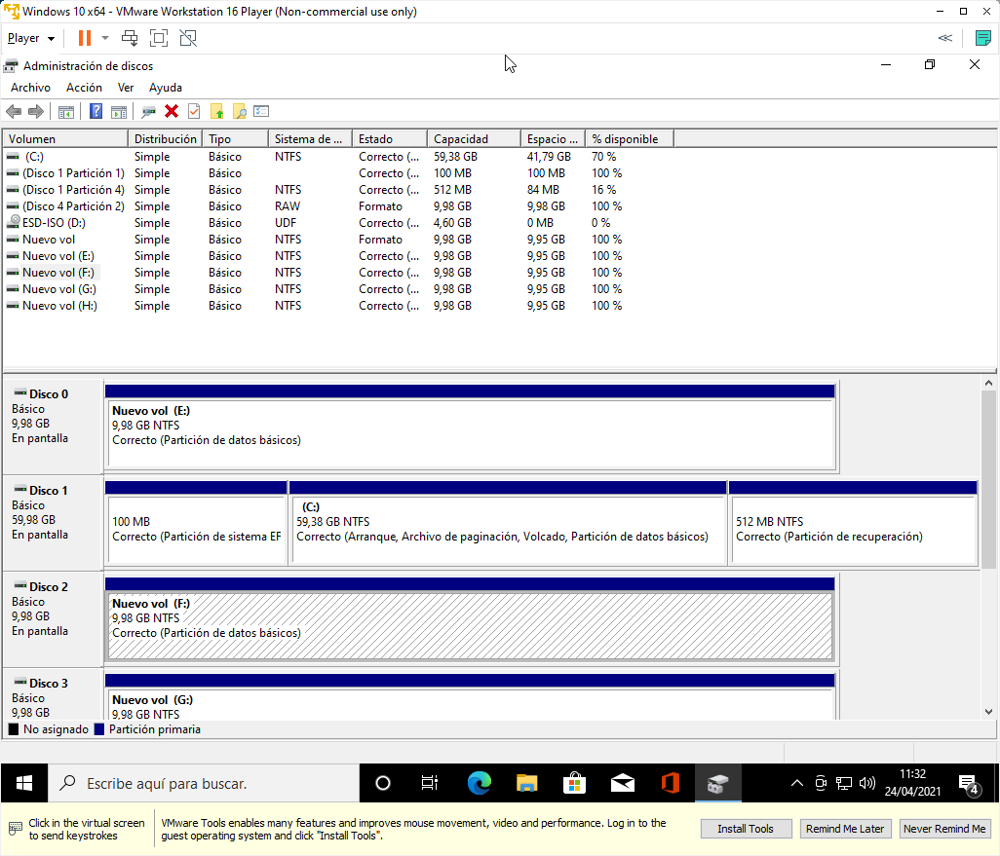 Windows 10 x64 - VMware Workstation 16 Player (Non-commercial use only)
Player
Administración de discos
Archivo Acción Ver Ayuda
Volumen Distribución Tipo Sistema de ... Estado Capacidad Espacio ... % disponible
(C:) Simple Básico NTFS Correcto (... 59,38 GB 41,79 GB 70 %
(Disco 1 Partición 1) Simple Básico Correcto (... 100 MB 100 MB 100 %
(Disco 1 Partición 4) Simple Básico NTFS Correcto (... 512 MB 84 MB 16 %
(Disco 4 Partición 2) Simple Básico RAW Formato 9,98 GB 9,98 GB 100 %
ESD-ISO (D:) Simple Básico UDF Correcto (... 4,60 GB 0 MB 0 %
Nuevo vol Simple Básico NTFS Formato 9,98 GB 9,95 GB 100 %
Nuevo vol (E:) Simple Básico NTFS Correcto (... 9,98 GB 9,95 GB 100 %
Nuevo vol (F:) Simple Básico NTFS Correcto (... 9,98 GB 9,95 GB 100 %
Nuevo vol (G:) Simple Básico NTFS Correcto (... 9,98 GB 9,95 GB 100 %
Nuevo vol (H:) Simple Básico NTFS Correcto (... 9,98 GB 9,95 GB 100 %
Disco 0
Básico
9,98 GB
En pantalla
Nuevo vol (E:)
9,98 GB NTFS
Correcto (Partición de datos básicos)
Disco 1
Básico
59,98 GB
En pantalla
100 MB
Correcto (Partición de sistema EF
(C:)
59,38 GB NTFS
Correcto (Arranque, Archivo de paginación, Volcado, Partición de datos básicos)
512 MB NTFS
Correcto (Partición de recuperación)
Disco 2
Básico
9,98 GB
En pantalla
Nuevo vol (F:)
9,98 GB NTFS
Correcto (Partición de datos básicos)
Disco 3
Básico
9,98 GB
Nuevo vol (G:)
9,98 GB NTFS
No asignado Partición primaria
Escribe aquí para buscar.
11:32
24/04/2021
4
Click in the virtual screen
to send keystrokes
VMware Tools enables many features and improves mouse movement, video and performance. Log in to the
guest operating system and click "Install Tools".
Install Tools Remind Me Later Never Remind Me